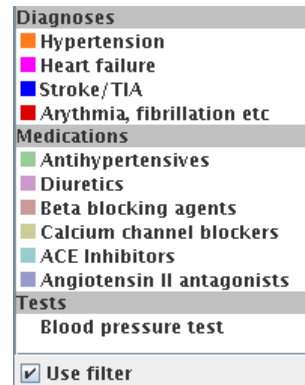 Diagnoses
Hypertension
Heart failure
Stroke/TIA
Arythmia, fibrillation etc
Medications
Antihypertensives
Diuretics
Beta blocking agents
Calcium channel blockers
ACE Inhibitors
Angiotensin II antagonists
Tests
Blood pressure test
Use filter